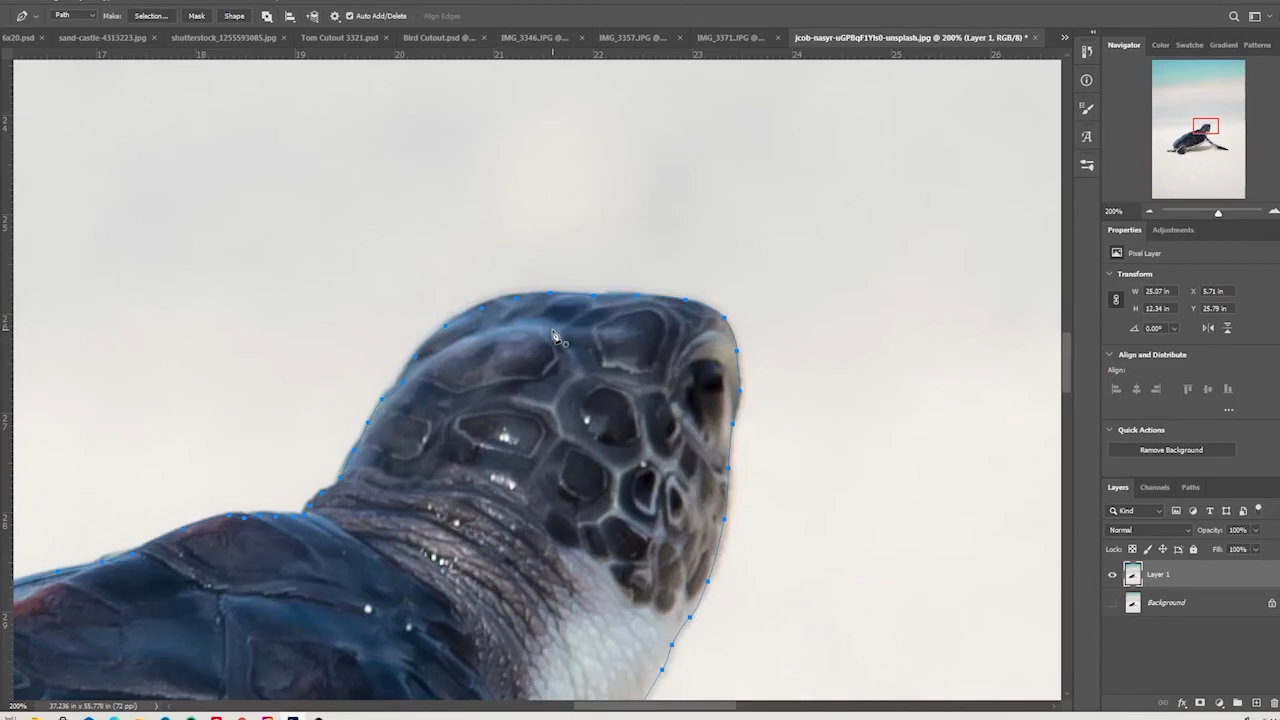 Path Make: Selection... Mask Shape Auto Add/Delete Align Edges
6x20.psd sand-castle-4313223.jpg × shutterstock_1255593085.jpg × Tom Cutout 3321.psd × Bird Cutout.psd @... × IMG_3346.JPG @... × IMG_3357.JPG @... × IMG_3371.JPG @... × jcob-nasyr-uGPBqF1Yls0-unsplash.jpg @ 200% (Layer 1, RGB/8) * ×
17 18 19 20 21 22 23 24 25 26
Navigator Color Swatche Gradient Patterns
200%
Properties Adjustments
Pixel Layer
Transform
W 25.07 in X 5.71 in
H 12.34 in Y 25.79 in
0.00°
Align and Distribute
Align:
Quick Actions
Remove Background
Layers Channels Paths
Kind
Normal Opacity: 100%
Lock: Fill: 100%
Layer 1
Background
200% 37.236 in x 55.778 in (72 ppi)